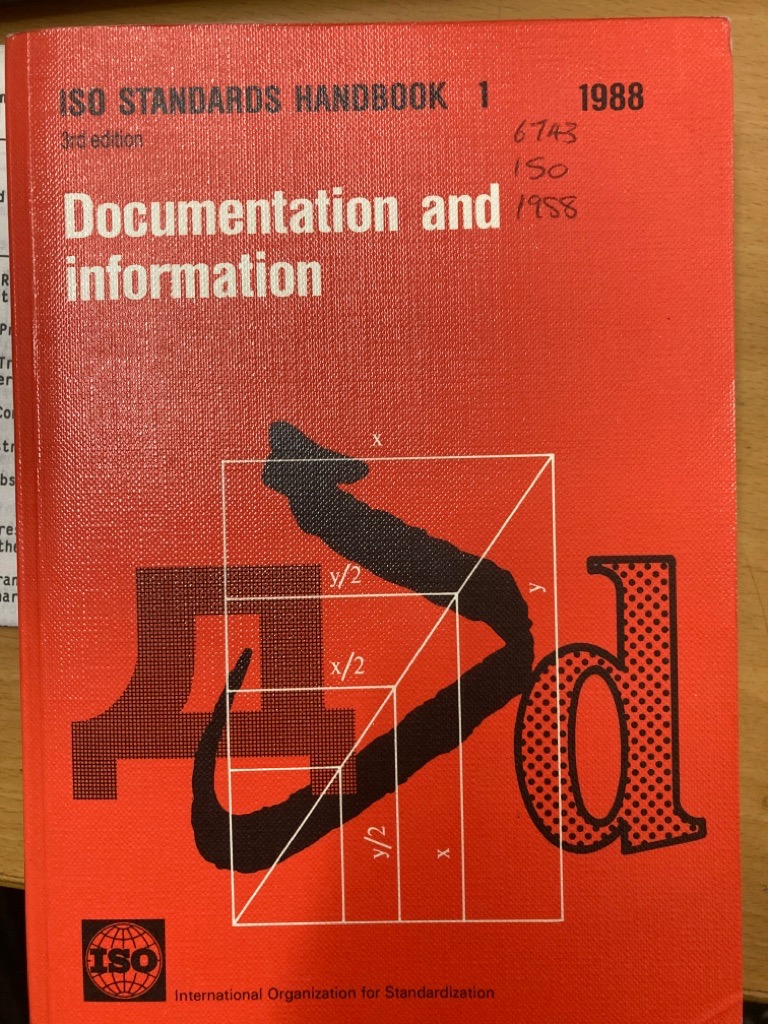 ISO STANDARDS HANDBOOK 1 1988
3rd edition
6743
ISO
1988
Documentation and
information
x
y/2
y
x/2
y/2
x
Д
d
ISO
International Organization for Standardization